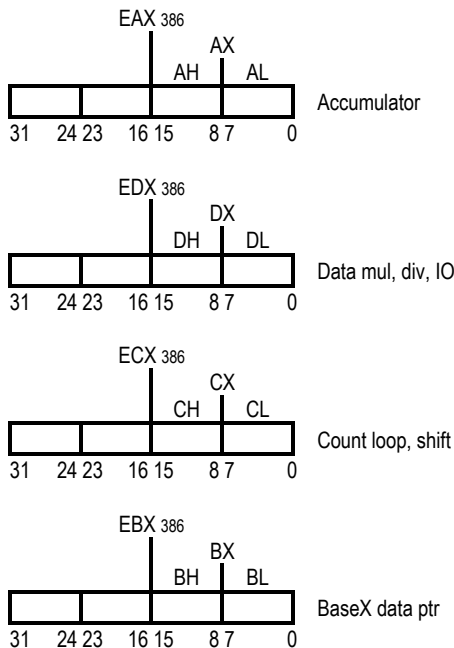 EAX 386
AX
AH AL
Accumulator
31 24 23 16 15 8 7 0
EDX 386
DX
DH DL
Data mul, div, IO
31 24 23 16 15 8 7 0
ECX 386
CX
CH CL
Count loop, shift
31 24 23 16 15 8 7 0
EBX 386
BX
BH BL
BaseX data ptr
31 24 23 16 15 8 7 0